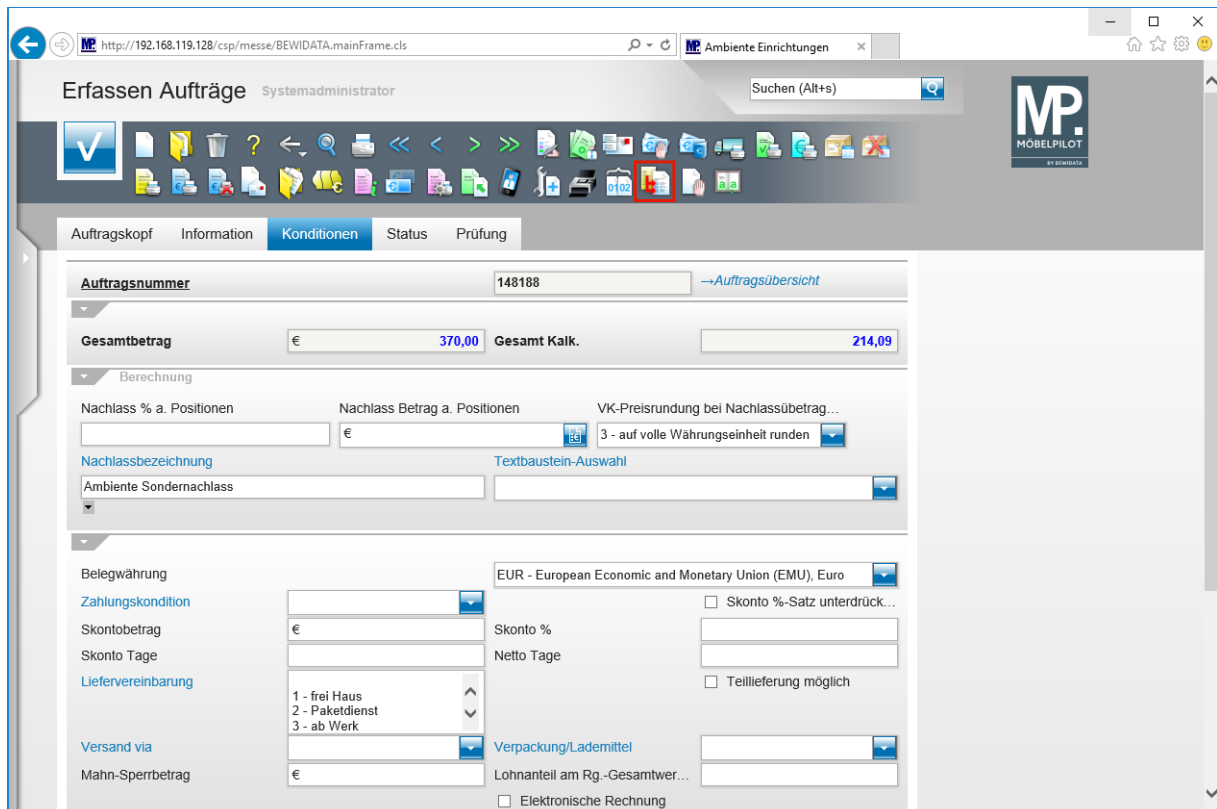 http://192.168.119.128/csp/messe/BEWIDATA.mainFrame.cls
MP. Ambiente Einrichtungen
Erfassen Aufträge Systemadministrator
Suchen (Alt+s)
MP.
MÖBELPILOT
BY BEWIDATA
0102
aa
Auftragskopf Information Konditionen Status Prüfung
Auftragsnummer 148188 →Auftragsübersicht
Gesamtbetrag € 370,00 Gesamt Kalk. 214,09
Berechnung
Nachlass % a. Positionen Nachlass Betrag a. Positionen VK-Preisrundung bei Nachlassübetrag…
€ 3 - auf volle Währungseinheit runden
Nachlassbezeichnung Textbaustein-Auswahl
Ambiente Sondernachlass
Belegwährung EUR - European Economic and Monetary Union (EMU), Euro
Zahlungskondition Skonto %-Satz unterdrück…
Skontobetrag € Skonto %
Skonto Tage Netto Tage
Liefervereinbarung Teillieferung möglich
1 - frei Haus
2 - Paketdienst
3 - ab Werk
Versand via Verpackung/Lademittel
Mahn-Sperrbetrag € Lohnanteil am Rg.-Gesamtwer…
Elektronische Rechnung